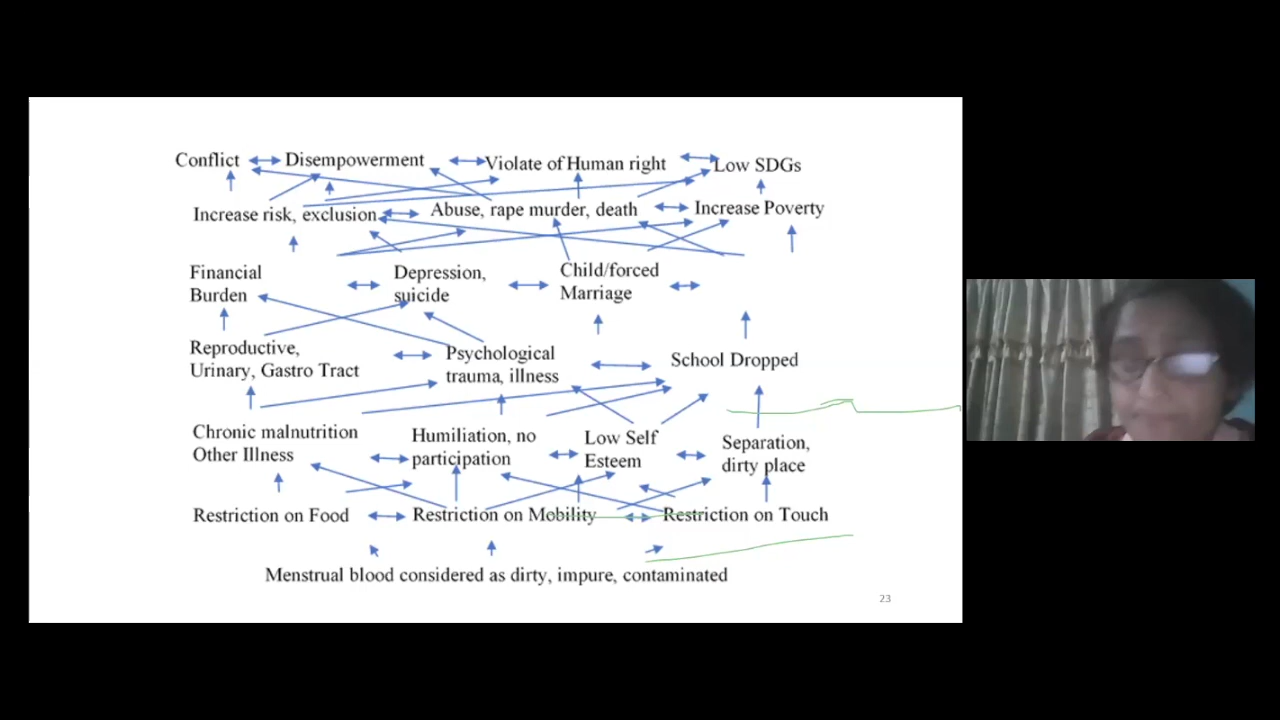 Conflict Disempowerment Violate of Human right Low SDGs
Increase risk, exclusion Abuse, rape murder, death Increase Poverty
Financial
Burden
Depression,
suicide
Child/forced
Marriage
Reproductive,
Urinary, Gastro Tract
Psychological
trauma, illness
School Dropped
Chronic malnutrition
Other Illness
Humiliation, no
participation
Low Self
Esteem
Separation,
dirty place
Restriction on Food Restriction on Mobility Restriction on Touch
Menstrual blood considered as dirty, impure, contaminated
23